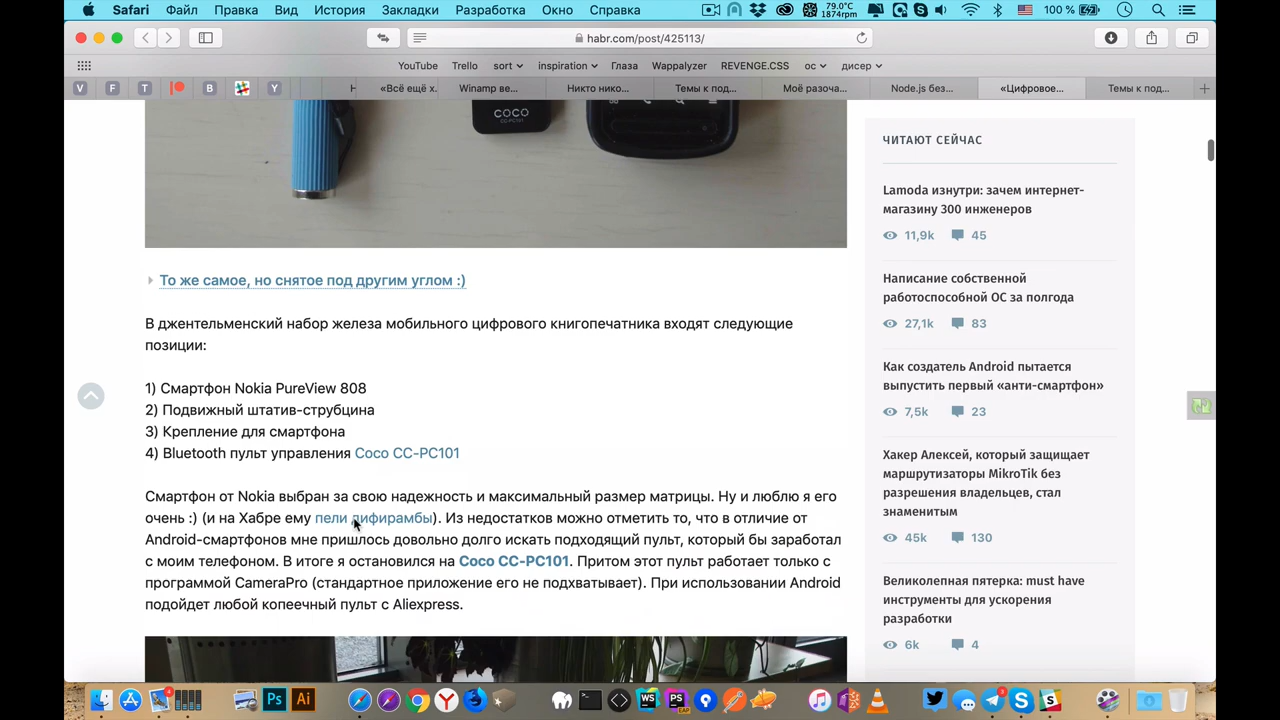 Safari Файл Правка Вид История Закладки Разработка Окно Справка 79.0°C 1874rpm 100 %
habr.com/post/425113/
YouTube Trello sort inspiration Глаза Wappalyzer REVENGE.CSS ос дисер
V F T B Y «Всё ещё х. Winamp ве... Никто нико... Темы к под... Моё разоча... Node.js без... «Цифровое... Темы к под...
COCO
CC-PC101
То же самое, но снятое под другим углом :)
В джентельменский набор железа мобильного цифрового книгопечатника входят следующие
позиции:
1) Смартфон Nokia PureView 808
2) Подвижный штатив-струбцина
3) Крепление для смартфона
4) Bluetooth пульт управления Coco CC-PC101
Смартфон от Nokia выбран за свою надежность и максимальный размер матрицы. Ну и люблю я его
очень :) (и на Хабре ему пели дифирамбы). Из недостатков можно отметить то, что в отличие от
Android-смартфонов мне пришлось довольно долго искать подходящий пульт, который бы заработал
с моим телефоном. В итоге я остановился на Coco CC-PC101. Притом этот пульт работает только с
программой CameraPro (стандартное приложение его не подхватывает). При использовании Android
подойдет любой копеечный пульт с Aliexpress.
ЧИТАЮТ СЕЙЧАС
Lamoda изнутри: зачем интернет-
магазину 300 инженеров
11,9k 45
Написание собственной
работоспособной ОС за полгода
27,1k 83
Как создатель Android пытается
выпустить первый «анти-смартфон»
7,5k 23
Хакер Алексей, который защищает
маршрутизаторы MikroTik без
разрешения владельцев, стал
знаменитым
45k 130
Великолепная пятерка: must have
инструменты для ускорения
разработки
6k 4
4 Ps Ai WS PS EAP 3